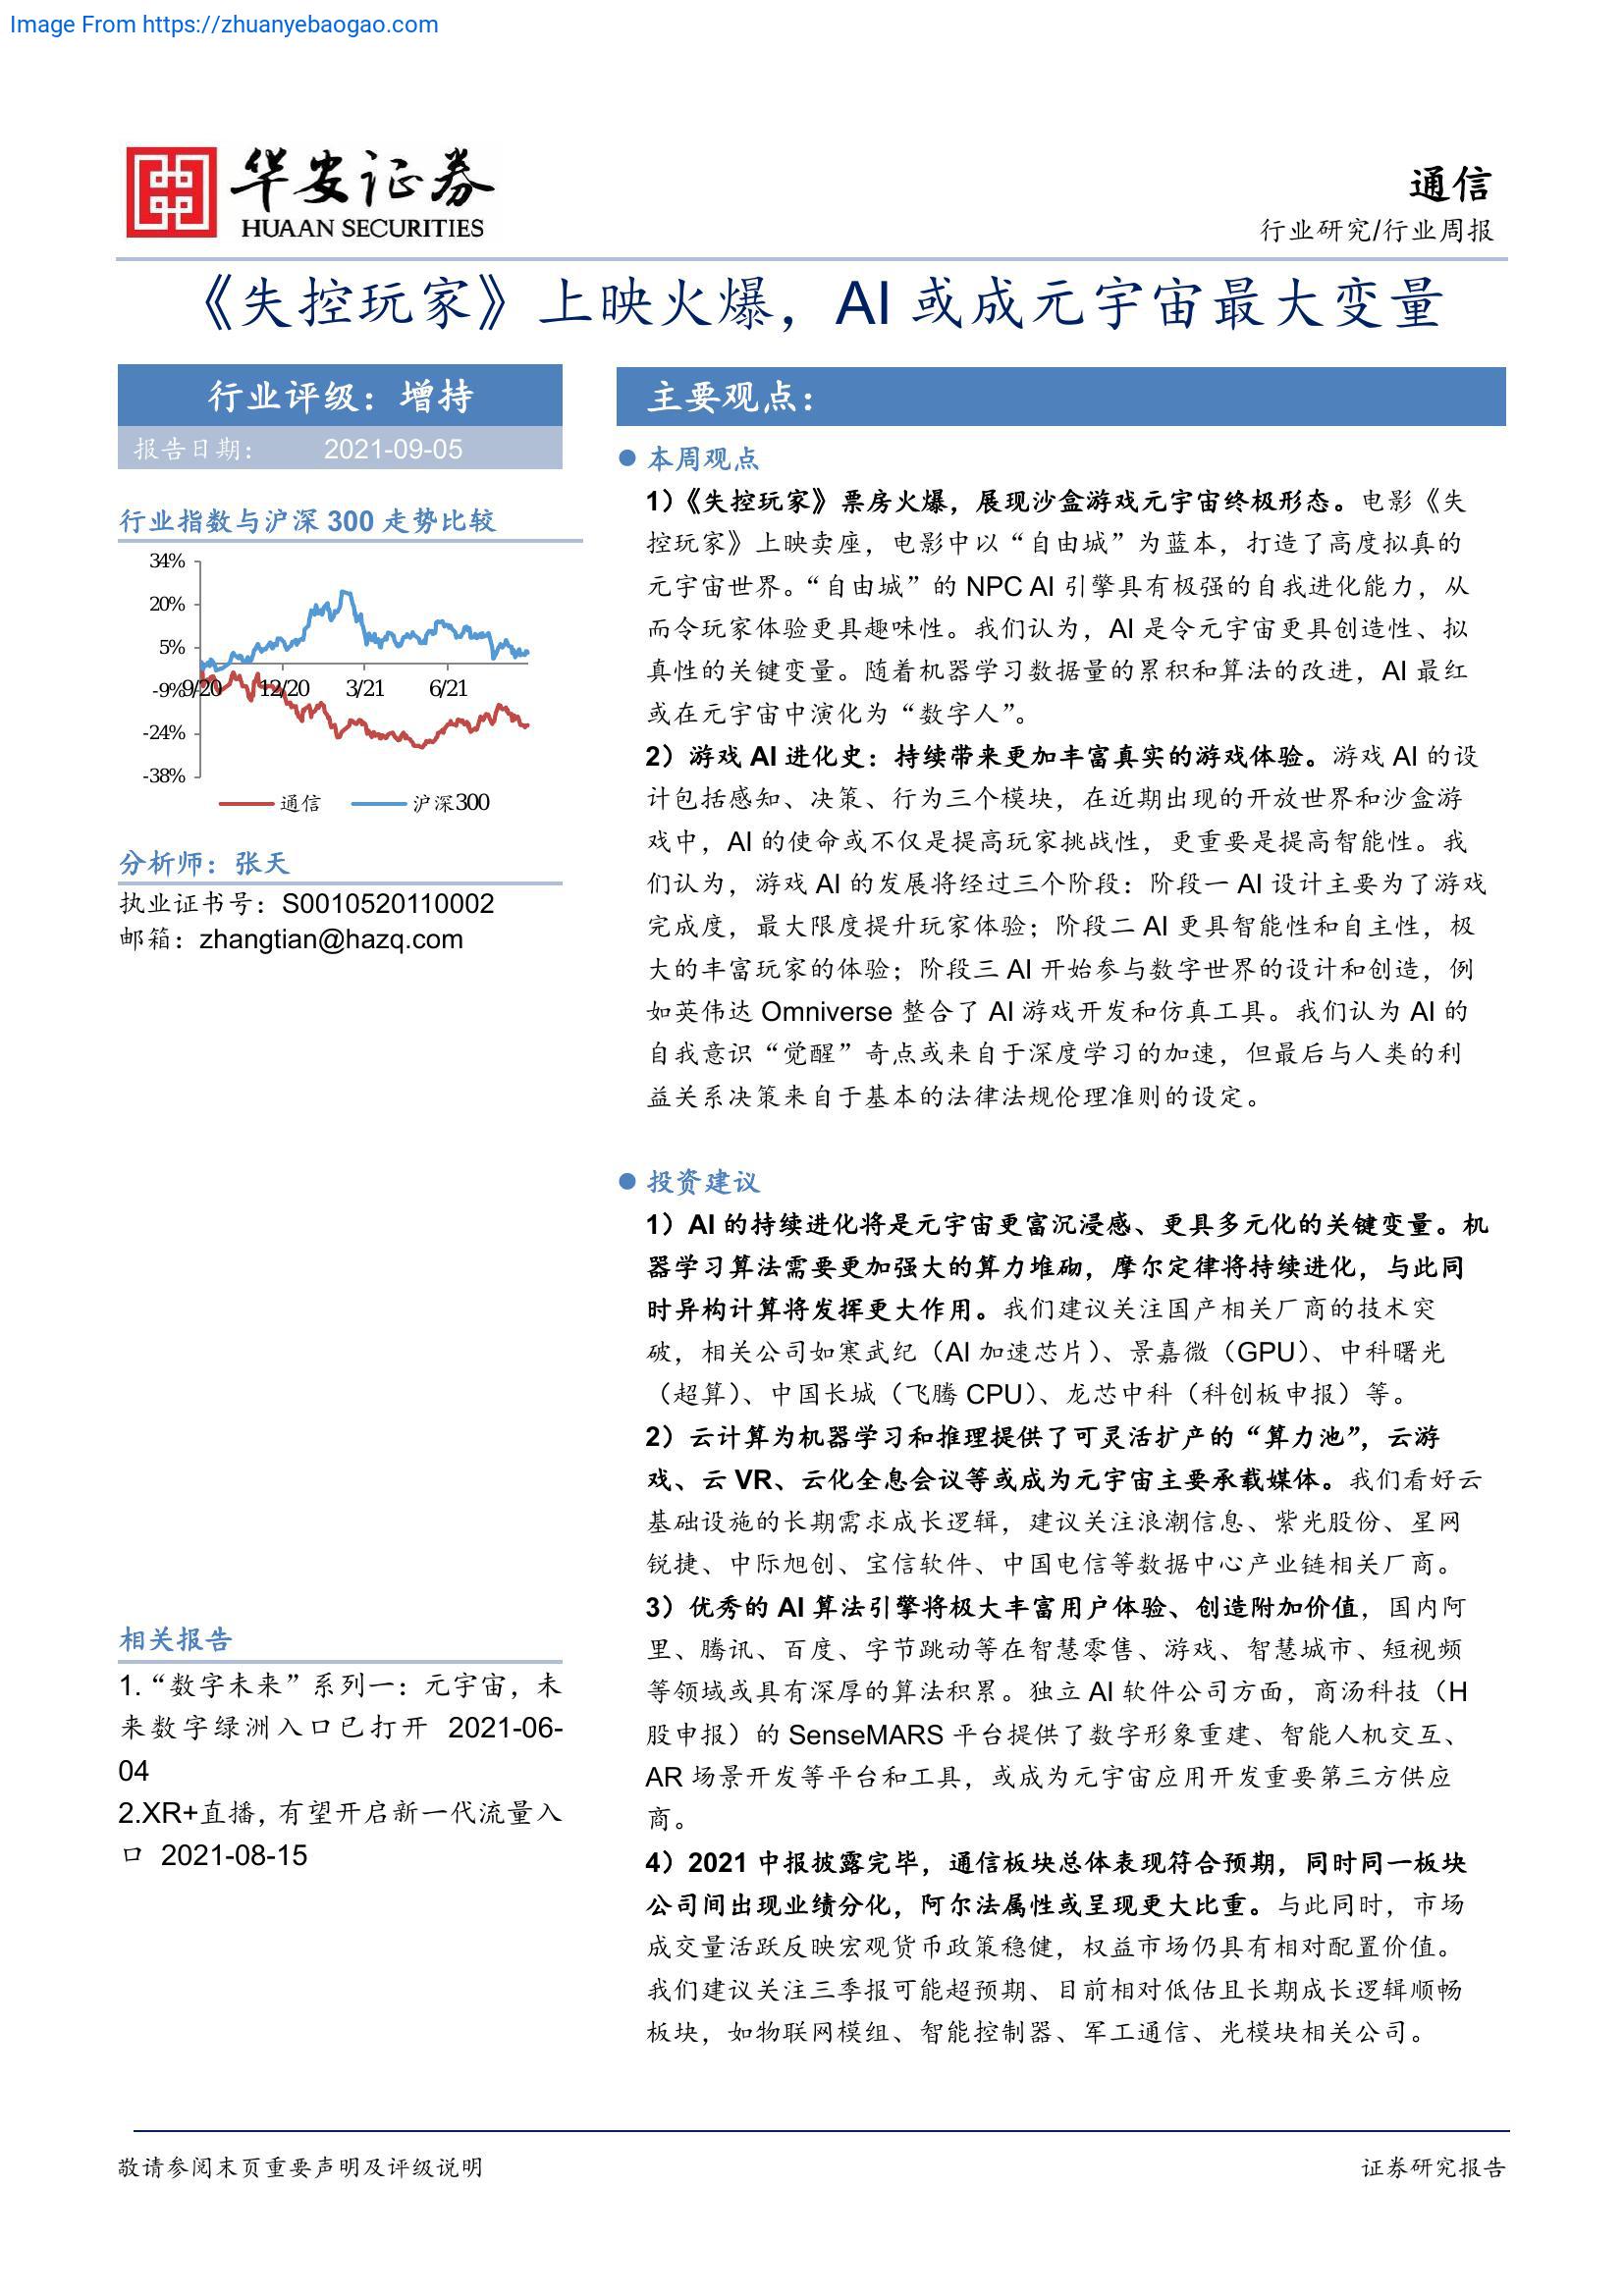 Image From https://zhuanyebaogao.com
华安证券
HUAAN SECURITIES
通信
行业研究/行业周报
《失控玩家》上映火爆，AI 或成元宇宙最大变量
行业评级：增持
报告日期： 2021-09-05
行业指数与沪深 300 走势比较
34%
20%
5%
-9%
-24%
-38%
9/20 12/20 3/21 6/21
通信 沪深300
分析师：张天
执业证书号：S0010520110002
邮箱：zhangtian@hazq.com
相关报告
1.“数字未来”系列一：元宇宙，未
来数字绿洲入口已打开 2021-06-
04
2.XR+直播，有望开启新一代流量入
口 2021-08-15
主要观点：
本周观点
1）《失控玩家》票房火爆，展现沙盒游戏元宇宙终极形态。电影《失
控玩家》上映卖座，电影中以“自由城”为蓝本，打造了高度拟真的
元宇宙世界。“自由城”的 NPC AI 引擎具有极强的自我进化能力，从
而令玩家体验更具趣味性。我们认为，AI 是令元宇宙更具创造性、拟
真性的关键变量。随着机器学习数据量的累积和算法的改进，AI 最红
或在元宇宙中演化为“数字人”。
2）游戏 AI 进化史：持续带来更加丰富真实的游戏体验。游戏 AI 的设
计包括感知、决策、行为三个模块，在近期出现的开放世界和沙盒游
戏中，AI 的使命或不仅是提高玩家挑战性，更重要是提高智能性。我
们认为，游戏 AI 的发展将经过三个阶段：阶段一 AI 设计主要为了游戏
完成度，最大限度提升玩家体验；阶段二 AI 更具智能性和自主性，极
大的丰富玩家的体验；阶段三 AI 开始参与数字世界的设计和创造，例
如英伟达 Omniverse 整合了 AI 游戏开发和仿真工具。我们认为 AI 的
自我意识“觉醒”奇点或来自于深度学习的加速，但最后与人类的利
益关系决策来自于基本的法律法规伦理准则的设定。
投资建议
1）AI 的持续进化将是元宇宙更富沉浸感、更具多元化的关键变量。机
器学习算法需要更加强大的算力堆砌，摩尔定律将持续进化，与此同
时异构计算将发挥更大作用。我们建议关注国产相关厂商的技术突
破，相关公司如寒武纪（AI 加速芯片）、景嘉微（GPU）、中科曙光
（超算）、中国长城（飞腾 CPU）、龙芯中科（科创板申报）等。
2）云计算为机器学习和推理提供了可灵活扩产的“算力池”，云游
戏、云 VR、云化全息会议等或成为元宇宙主要承载媒体。我们看好云
基础设施的长期需求成长逻辑，建议关注浪潮信息、紫光股份、星网
锐捷、中际旭创、宝信软件、中国电信等数据中心产业链相关厂商。
3）优秀的 AI 算法引擎将极大丰富用户体验、创造附加价值，国内阿
里、腾讯、百度、字节跳动等在智慧零售、游戏、智慧城市、短视频
等领域或具有深厚的算法积累。独立 AI 软件公司方面，商汤科技（H
股申报）的 SenseMARS 平台提供了数字形象重建、智能人机交互、
AR 场景开发等平台和工具，或成为元宇宙应用开发重要第三方供应
商。
4）2021 中报披露完毕，通信板块总体表现符合预期，同时同一板块
公司间出现业绩分化，阿尔法属性或呈现更大比重。与此同时，市场
成交量活跃反映宏观货币政策稳健，权益市场仍具有相对配置价值。
我们建议关注三季报可能超预期、目前相对低估且长期成长逻辑顺畅
板块，如物联网模组、智能控制器、军工通信、光模块相关公司。
敬请参阅末页重要声明及评级说明
证券研究报告